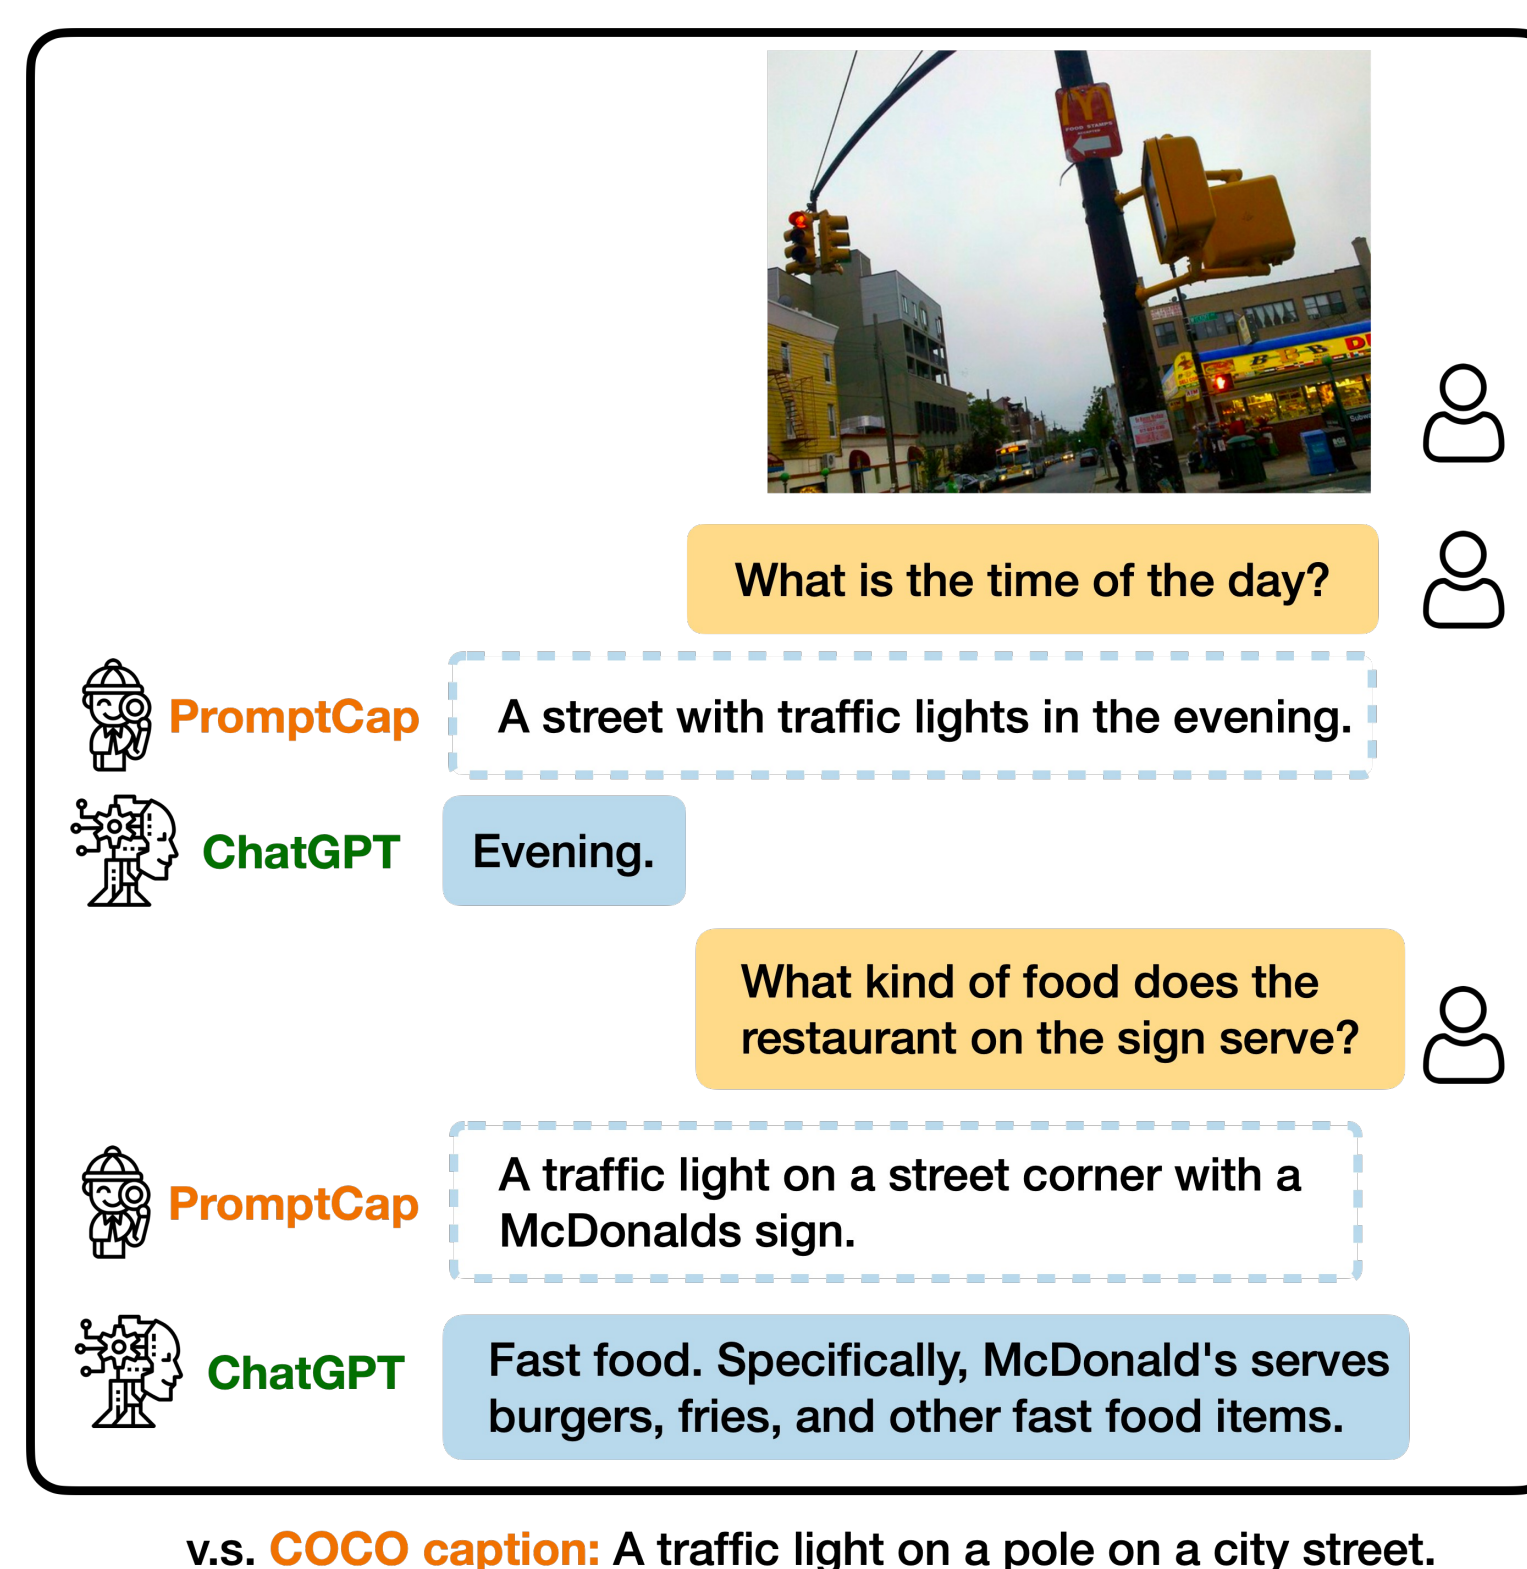 FOOD STAMPS
B B B D
What is the time of the day?
PromptCap
A street with traffic lights in the evening.
ChatGPT
Evening.
What kind of food does the
restaurant on the sign serve?
PromptCap
A traffic light on a street corner with a
McDonalds sign.
ChatGPT
Fast food. Specifically, McDonald's serves
burgers, fries, and other fast food items.
v.s. COCO caption: A traffic light on a pole on a city street.